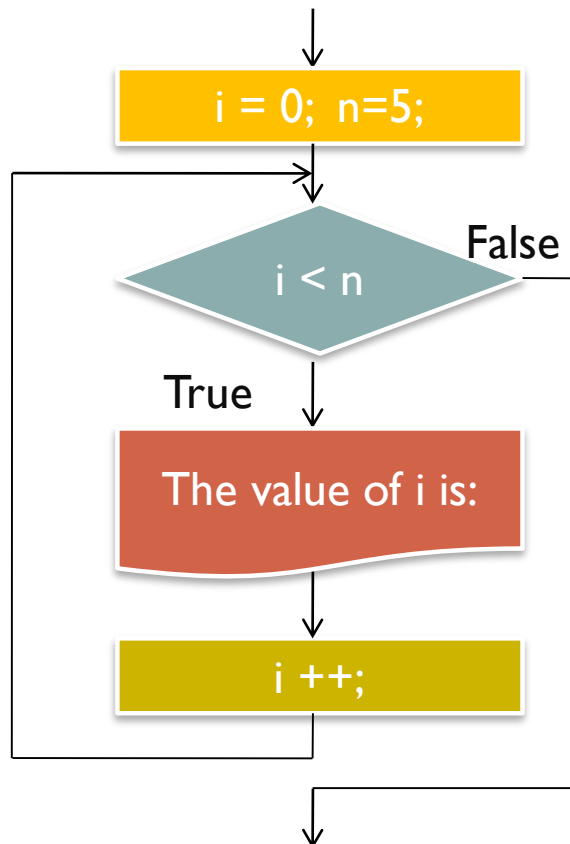 i = 0; n=5;
False
i < n
True
The value of i is:
i ++;